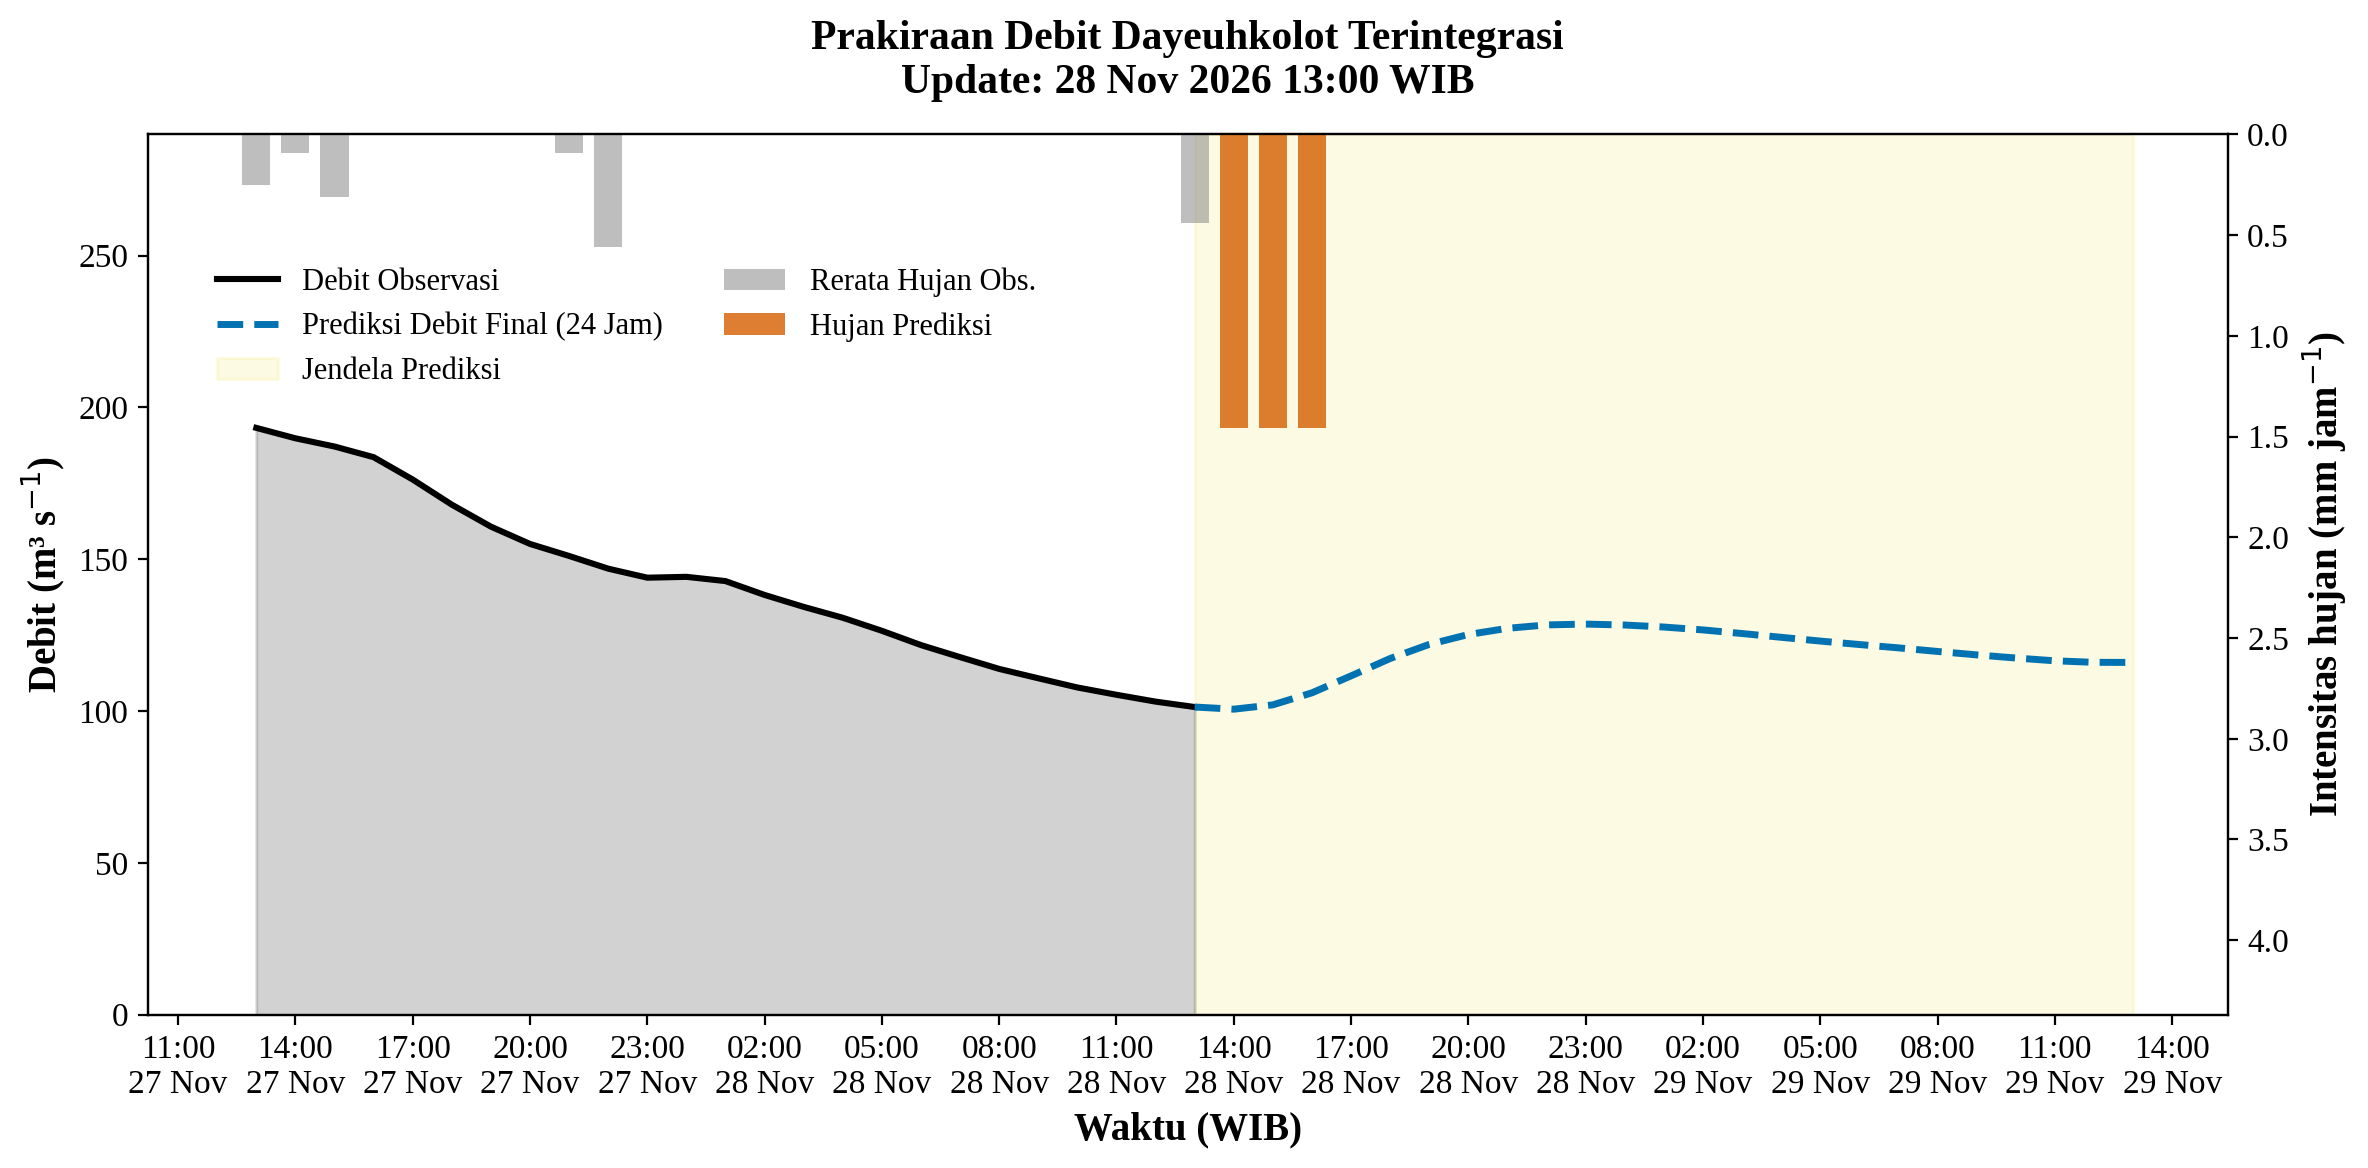 Prakiraan Debit Dayeuhkolot Terintegrasi
Update: 28 Nov 2026 13:00 WIB
Debit Observasi
Prediksi Debit Final (24 Jam)
Jendela Prediksi
Rerata Hujan Obs.
Hujan Prediksi
Debit (m³ s⁻¹)
250
200
150
100
50
0
0.0
0.5
1.0
1.5
2.0
2.5
3.0
3.5
4.0
Intensitas hujan (mm jam⁻¹)
11:00 14:00 17:00 20:00 23:00 02:00 05:00 08:00 11:00 14:00 17:00 20:00 23:00 02:00 05:00 08:00 11:00 14:00
27 Nov 27 Nov 27 Nov 27 Nov 27 Nov 28 Nov 28 Nov 28 Nov 28 Nov 28 Nov 28 Nov 28 Nov 28 Nov 29 Nov 29 Nov 29 Nov 29 Nov 29 Nov
Waktu (WIB)